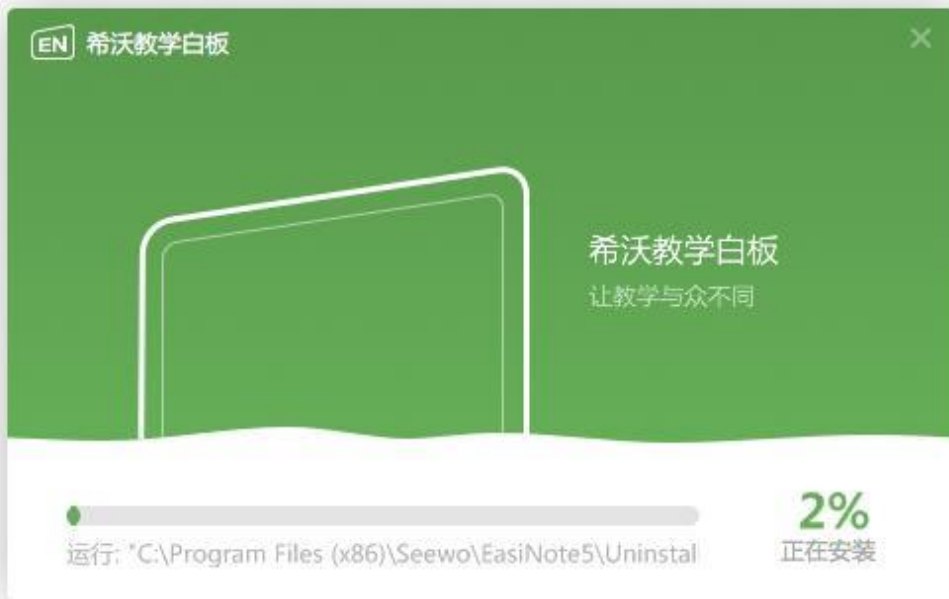 EN 希沃教学白板
希沃教学白板
让教学与众不同
2%
运行: "C:\Program Files (x86)\Seewo\EasiNote5\Uninstal
正在安装